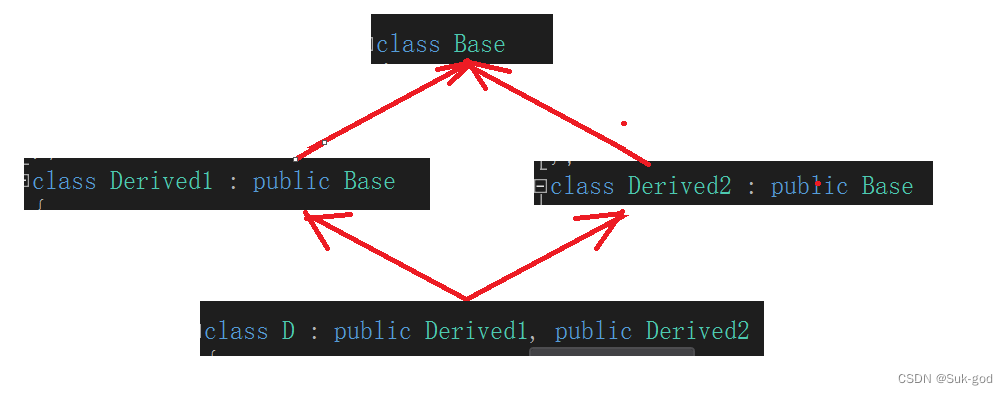 class Base
class Derived1 : public Base
{
class Derived2 : public Base
class D : public Derived1, public Derived2
{
CSDN @Suk-god